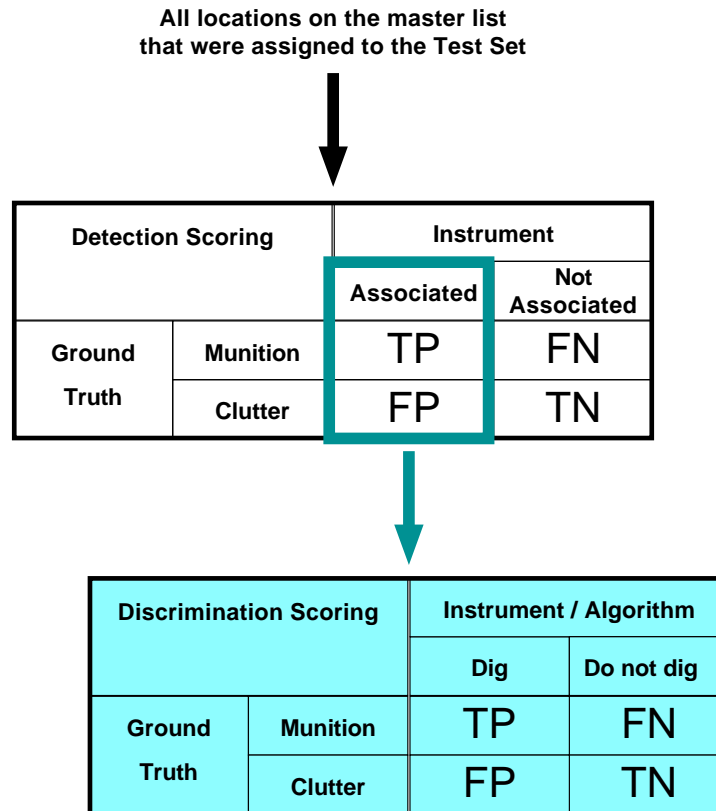 All locations on the master list
that were assigned to the Test Set
Detection Scoring
Instrument
Associated
Not
Associated
Ground
Truth
Munition
TP
FN
Clutter
FP
TN
Discrimination Scoring
Instrument / Algorithm
Dig
Do not dig
Ground
Truth
Munition
TP
FN
Clutter
FP
TN